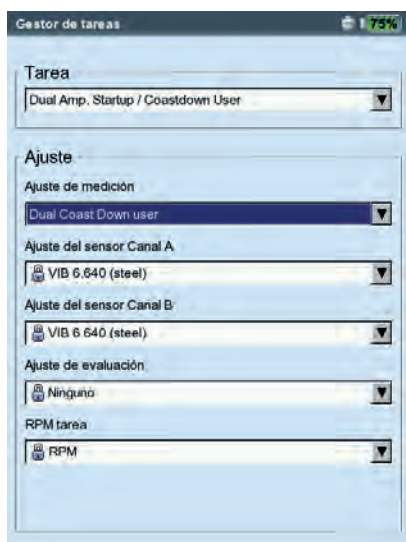 Gestor de tareas 75%
Tarea
Dual Amp. Startup / Coastdown User
Ajuste
Ajuste de medición
Dual Coast Down user
Ajuste del sensor Canal A
VIB 6.640 (steel)
Ajuste del sensor Canal B
VIB 6.640 (steel)
Ajuste de evaluación
Ninguno
RPM tarea
RPM